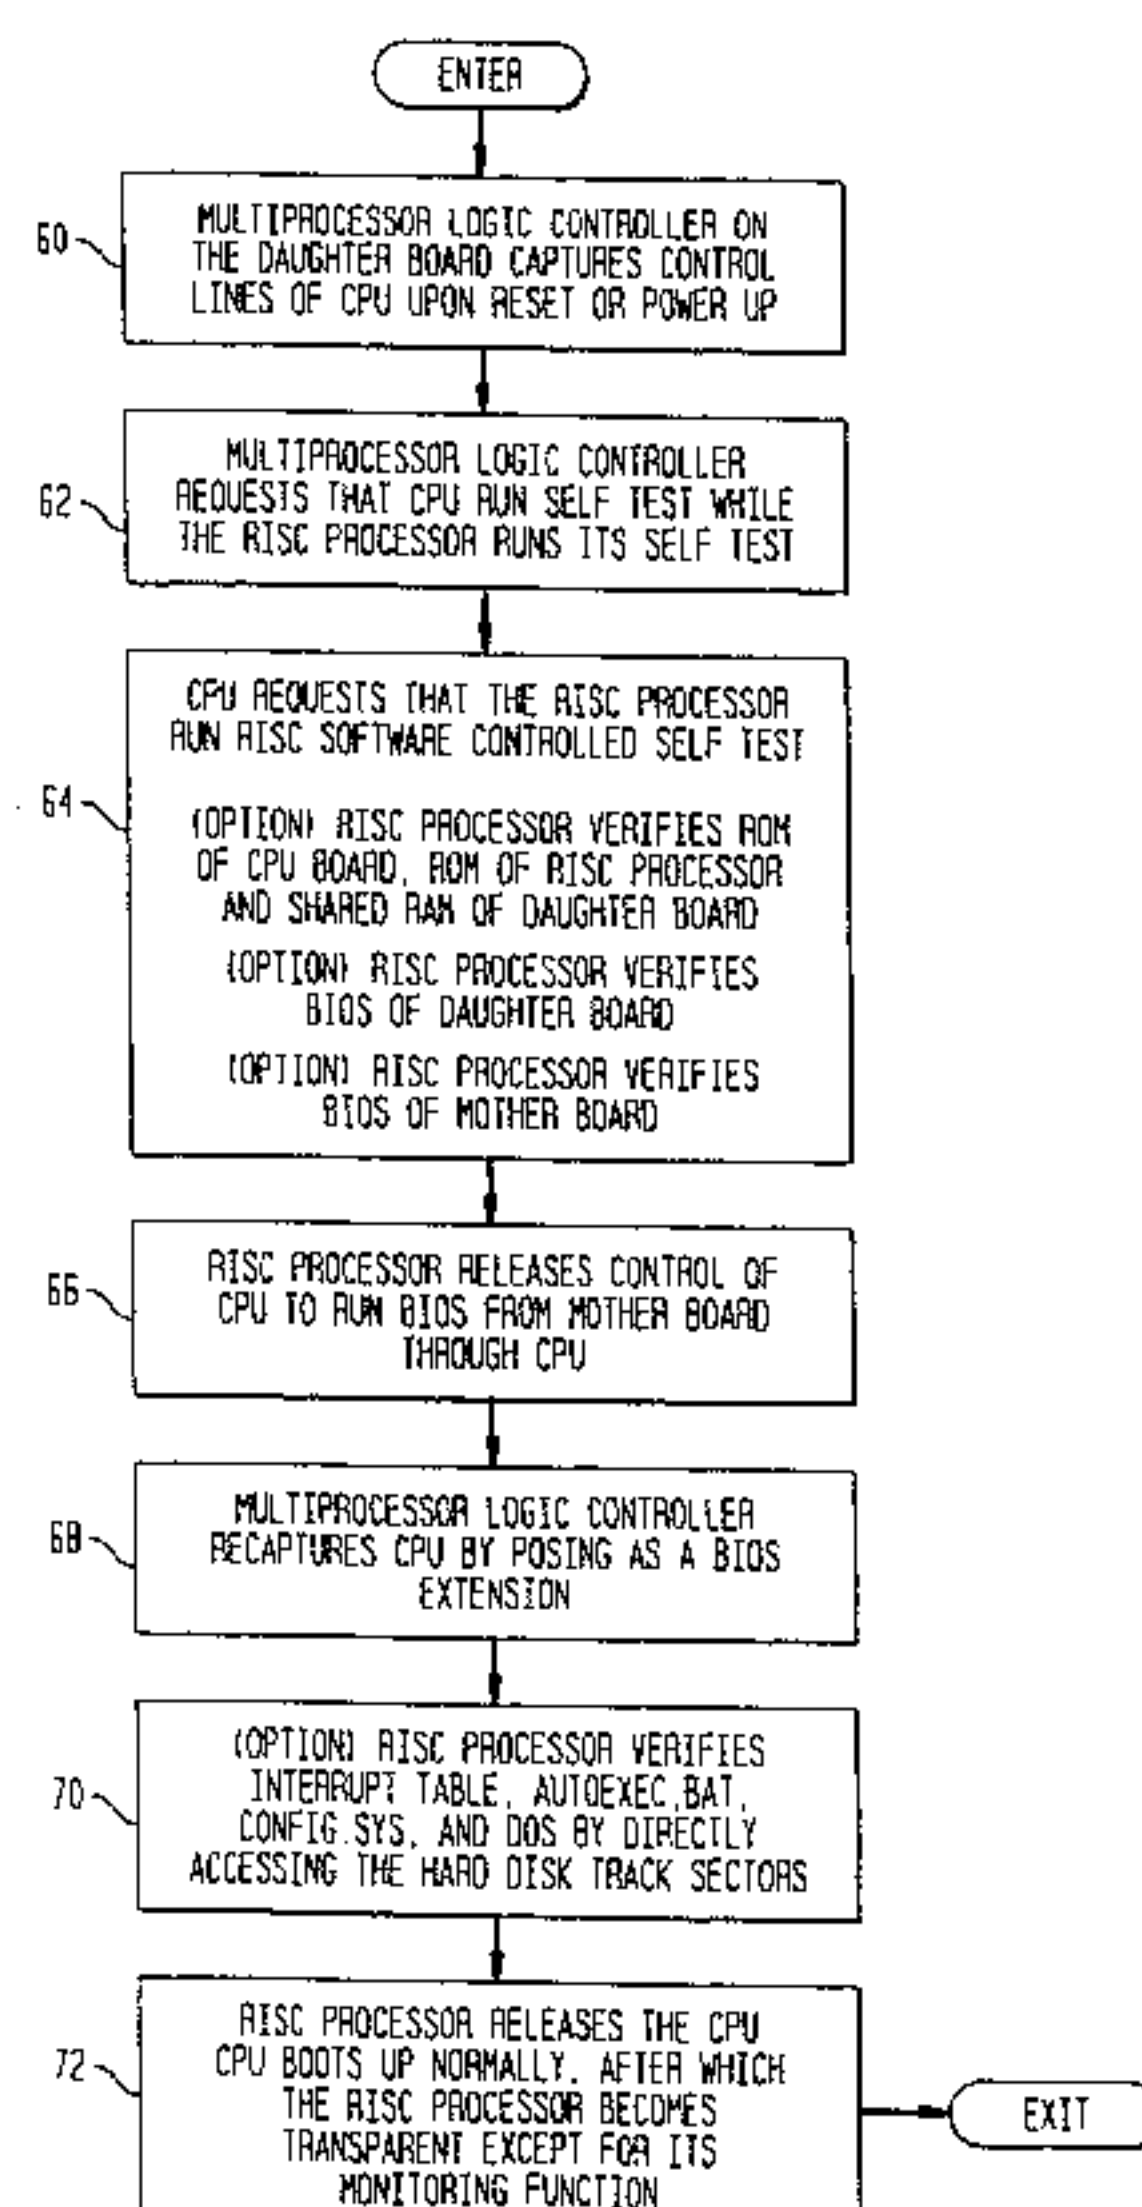 ENTER
60
MULTIPROCESSOR LOGIC CONTROLLER ON
THE DAUGHTER BOARD CAPTURES CONTROL
LINES OF CPU UPON RESET OR POWER UP
62
MULTIPROCESSOR LOGIC CONTROLLER
REQUESTS THAT CPU RUN SELF TEST WHILE
THE RISC PROCESSOR RUNS ITS SELF TEST
64
CPU REQUESTS THAT THE RISC PROCESSOR
RUN RISC SOFTWARE CONTROLLED SELF TEST
(OPTION) RISC PROCESSOR VERIFIES ROM
OF CPU BOARD, ROM OF RISC PROCESSOR
AND SHARED RAM OF DAUGHTER BOARD
(OPTION) RISC PROCESSOR VERIFIES
BIOS OF DAUGHTER BOARD
(OPTION) RISC PROCESSOR VERIFIES
BIOS OF MOTHER BOARD
66
RISC PROCESSOR RELEASES CONTROL OF
CPU TO RUN BIOS FROM MOTHER BOARD
THROUGH CPU
68
MULTIPROCESSOR LOGIC CONTROLLER
RECAPTURES CPU BY POSING AS A BIOS
EXTENSION
70
(OPTION) RISC PROCESSOR VERIFIES
INTERRUPT TABLE, AUTOEXEC.BAT,
CONFIG.SYS, AND DOS BY DIRECTLY
ACCESSING THE HARD DISK TRACK SECTORS
72
RISC PROCESSOR RELEASES THE CPU
CPU BOOTS UP NORMALLY. AFTER WHICH
THE RISC PROCESSOR BECOMES
TRANSPARENT EXCEPT FOR ITS
MONITORING FUNCTION
EXIT